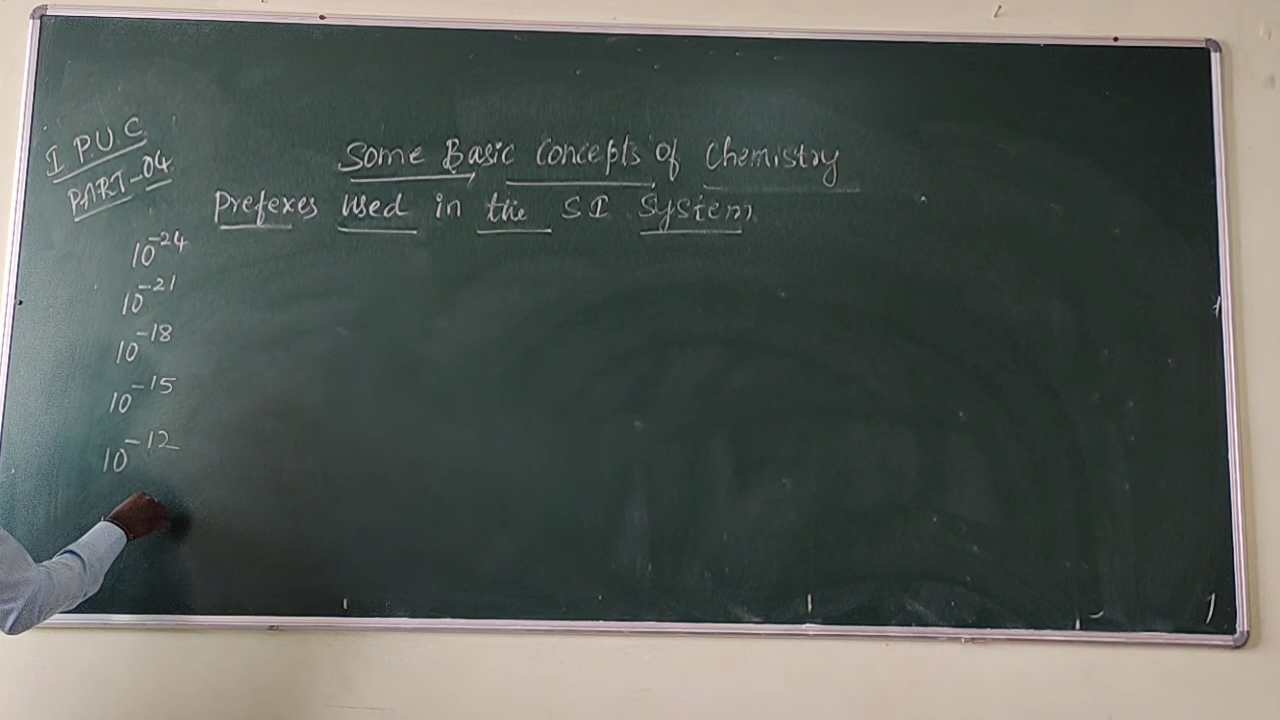 I P.U.C
PART-04.
Some Basic Concepts of Chemistry
Prefexes used in the SI System
10⁻²⁴
10⁻²¹
10⁻¹⁸
10⁻¹⁵
10⁻¹²